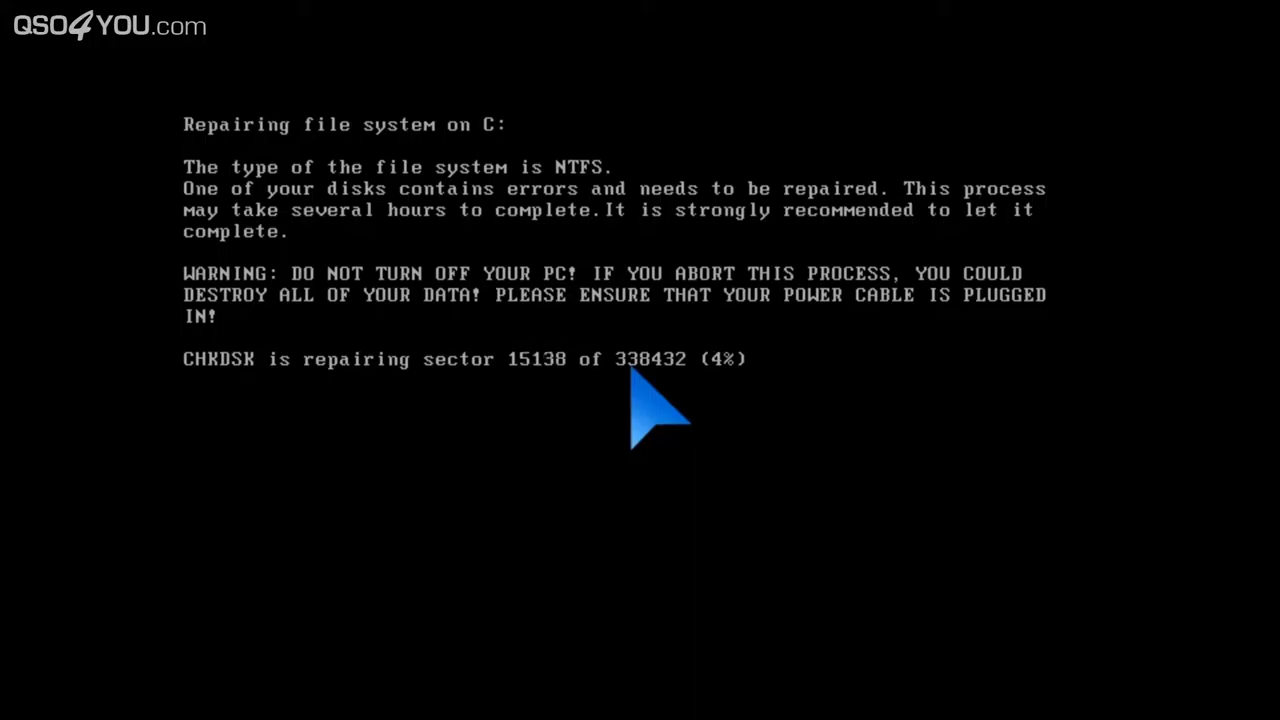 QSO4YOU.com
Repairing file system on C:
The type of the file system is NTFS.
One of your disks contains errors and needs to be repaired. This process
may take several hours to complete.It is strongly recommended to let it
complete.
WARNING: DO NOT TURN OFF YOUR PC! IF YOU ABORT THIS PROCESS, YOU COULD
DESTROY ALL OF YOUR DATA! PLEASE ENSURE THAT YOUR POWER CABLE IS PLUGGED
IN!
CHKDSK is repairing sector 15138 of 338432 (4%)